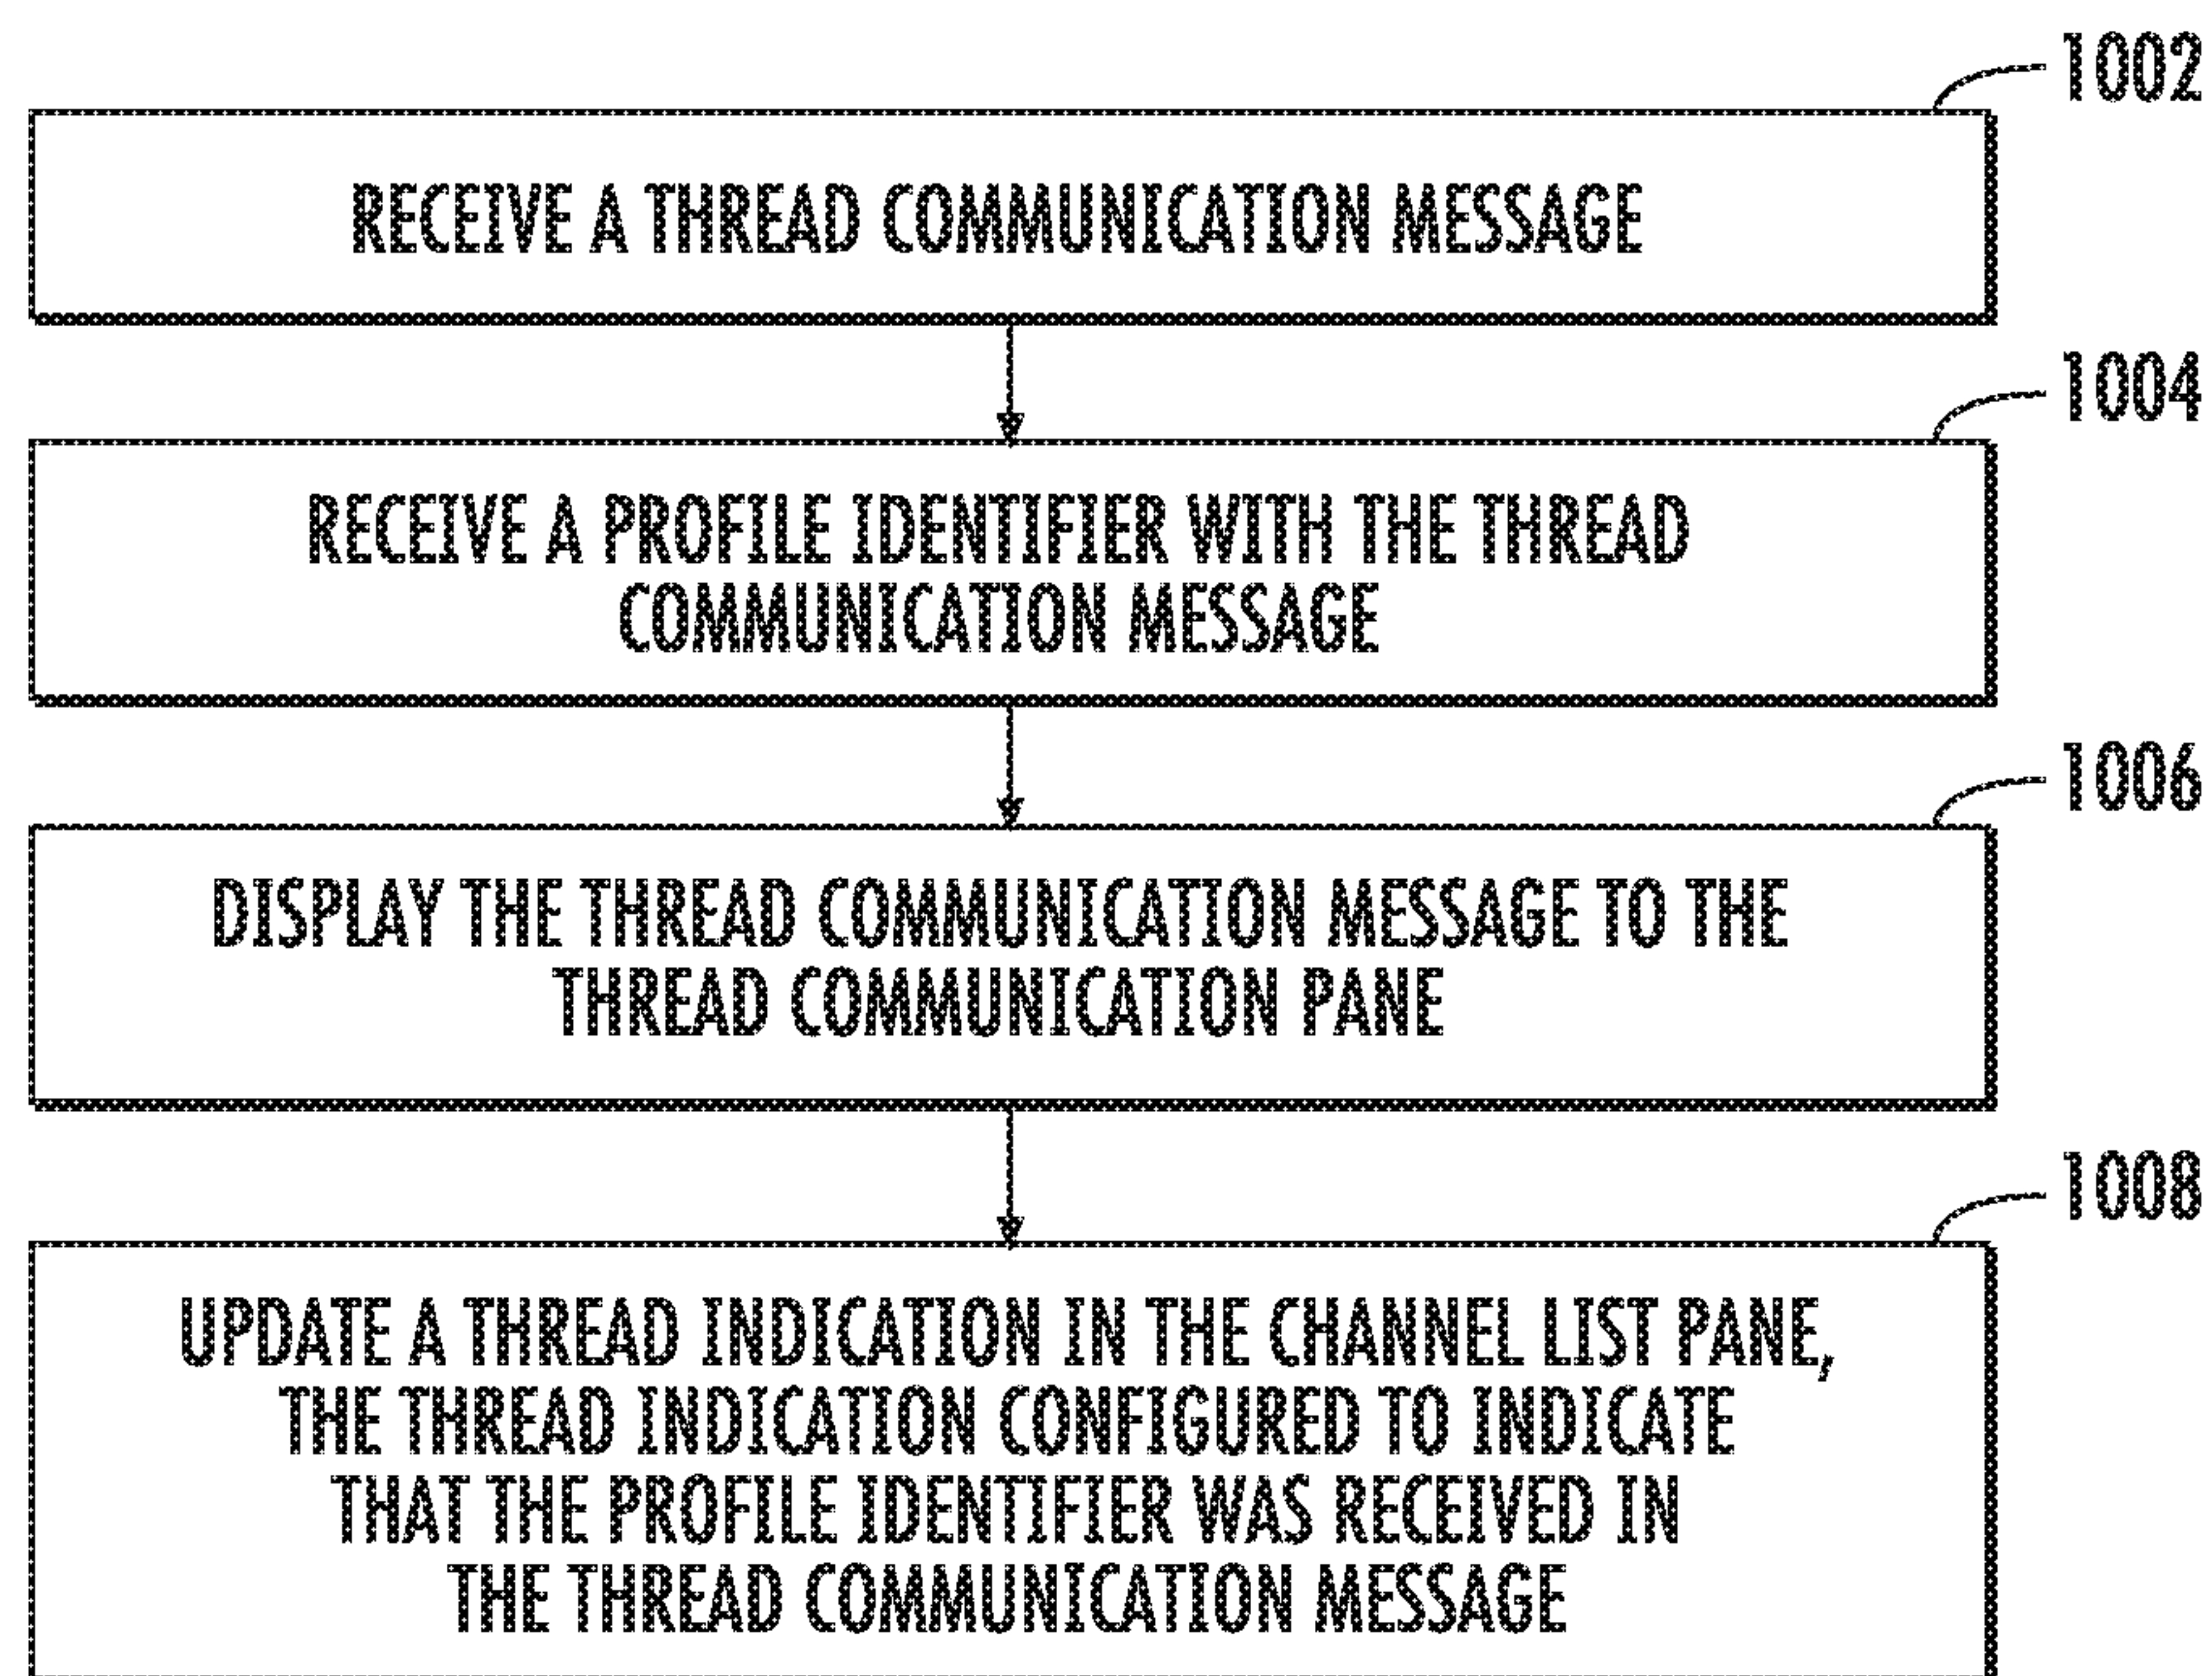 1002
RECEIVE A THREAD COMMUNICATION MESSAGE
1004
RECEIVE A PROFILE IDENTIFIER WITH THE THREAD
COMMUNICATION MESSAGE
1006
DISPLAY THE THREAD COMMUNICATION MESSAGE TO THE
THREAD COMMUNICATION PANE
1008
UPDATE A THREAD INDICATION IN THE CHANNEL LIST PANE,
THE THREAD INDICATION CONFIGURED TO INDICATE
THAT THE PROFILE IDENTIFIER WAS RECEIVED IN
THE THREAD COMMUNICATION MESSAGE